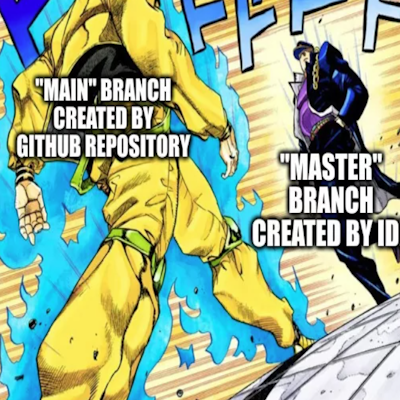 "MAIN" BRANCH
CREATED BY
GITHUB REPOSITORY
"MASTER"
BRANCH
CREATED BY ID